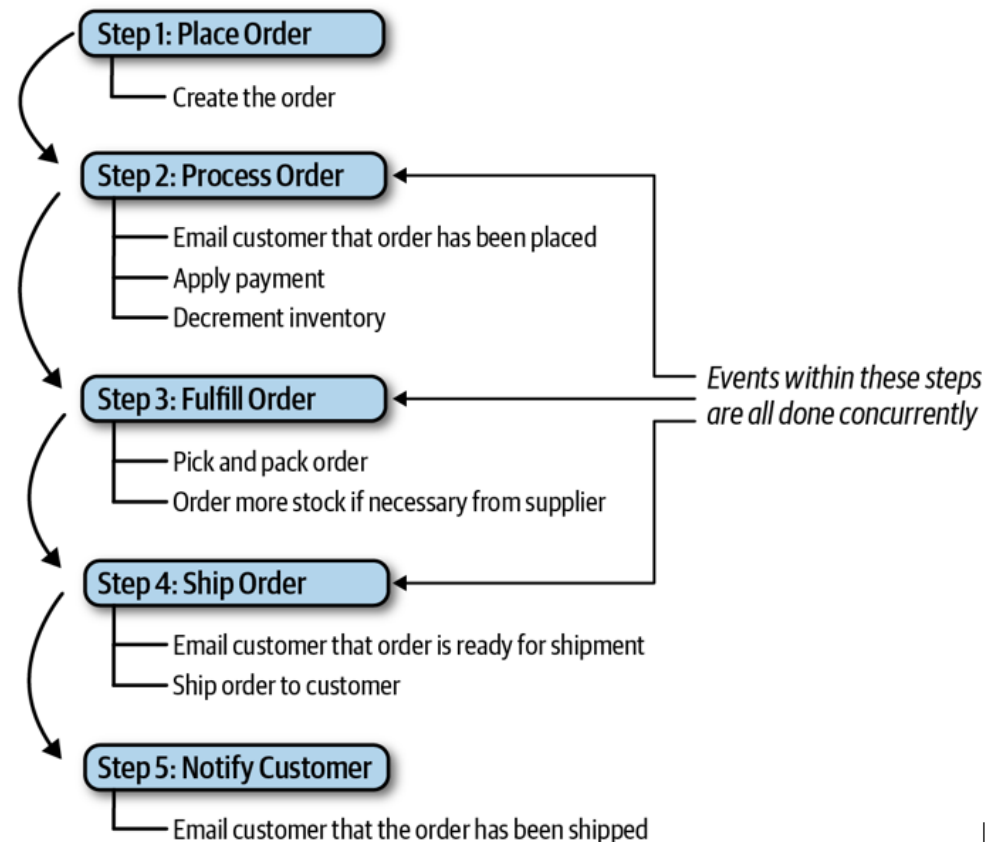 Step 1: Place Order
Create the order
Step 2: Process Order
Email customer that order has been placed
Apply payment
Decrement inventory
Events within these steps
are all done concurrently
Step 3: Fulfill Order
Pick and pack order
Order more stock if necessary from supplier
Step 4: Ship Order
Email customer that order is ready for shipment
Ship order to customer
Step 5: Notify Customer
Email customer that the order has been shipped